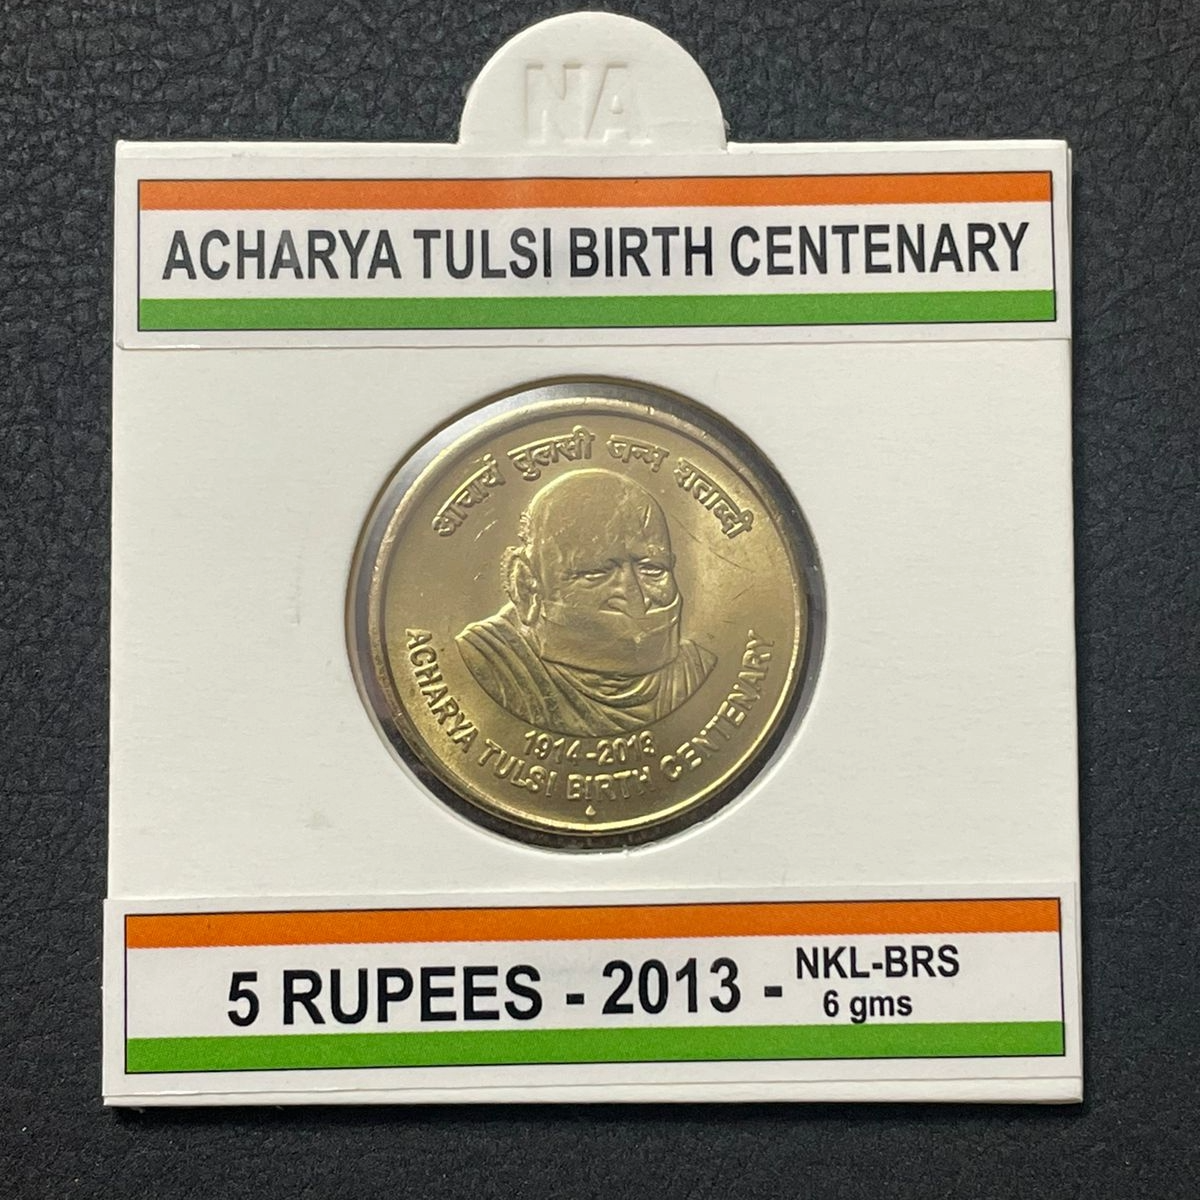 NA
ACHARYA TULSI BIRTH CENTENARY
आचार्य तुलसी जन्म शताब्दी
1914-2013
ACHARYA TULSI BIRTH CENTENARY
5 RUPEES - 2013 - NKL-BRS
6 gms